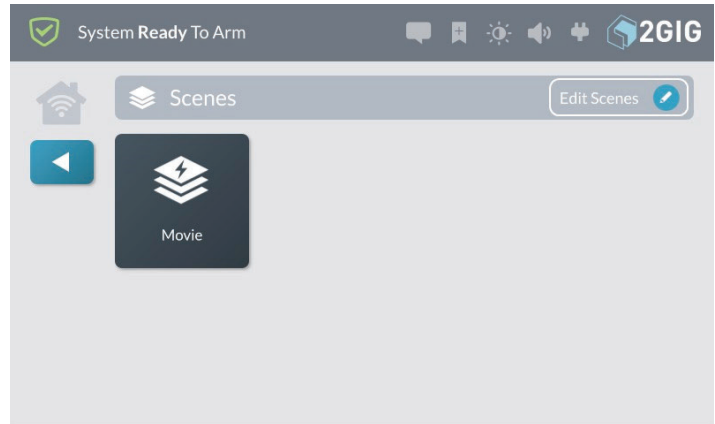 System Ready To Arm
2GIG
Scenes
Edit Scenes
Movie